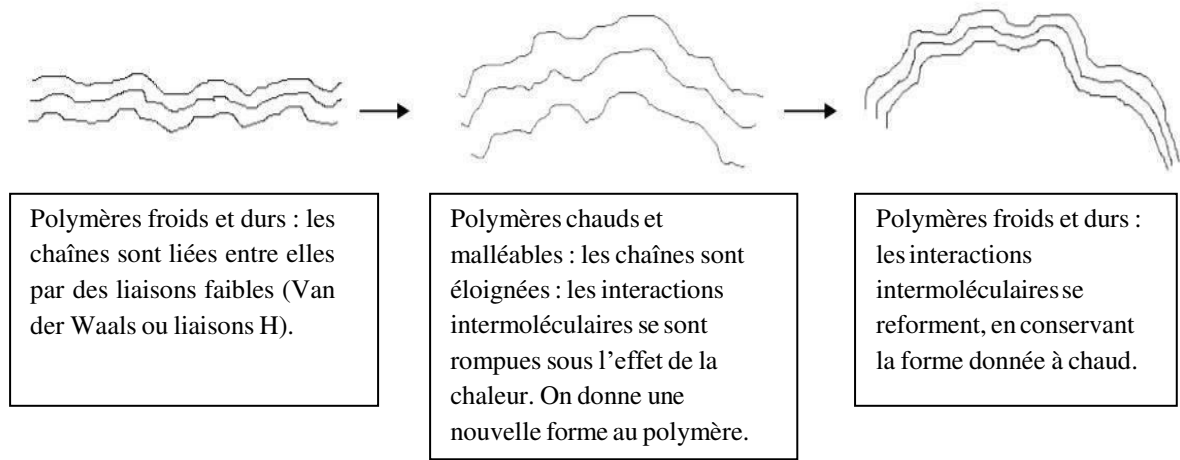 Polymères froids et durs : les
chaînes sont liées entre elles
par des liaisons faibles (Van
der Waals ou liaisons H).
Polymères chauds et
malléables : les chaînes sont
éloignées : les interactions
intermoléculaires se sont
rompues sous l’effet de la
chaleur. On donne une
nouvelle forme au polymère.
Polymères froids et durs :
les interactions
intermoléculaires se
reforment, en conservant
la forme donnée à chaud.